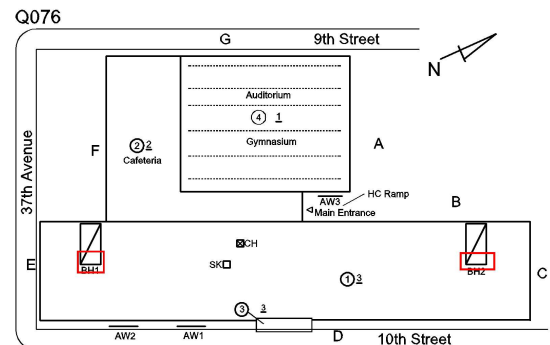 Q076
G
9th Street
N
Auditorium
4 1
Gymnasium
2 2
Cafeteria
F
A
37th Avenue
HC Ramp
AW3
Main Entrance
B
CH
SK
E
BH1
BH2
C
1 3
3 3
AW2
AW1
D
10th Street